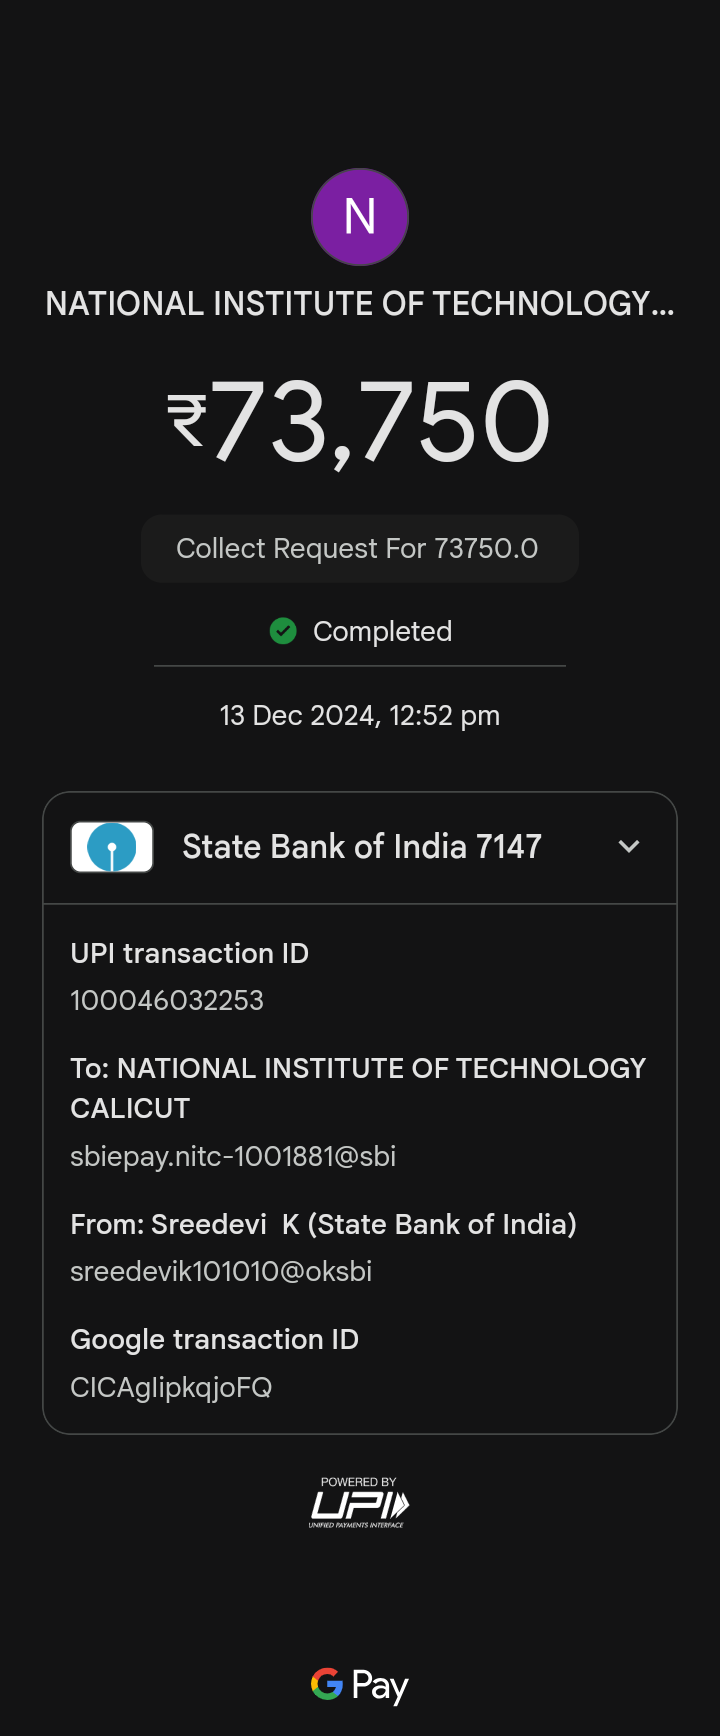 N
NATIONAL INSTITUTE OF TECHNOLOGY...
₹73,750
Collect Request For 73750.0
Completed
13 Dec 2024, 12:52 pm
State Bank of India 7147
UPI transaction ID
100046032253
To: NATIONAL INSTITUTE OF TECHNOLOGY
CALICUT
sbiepay.nitc-1001881@sbi
From: Sreedevi  K (State Bank of India)
sreedevik101010@oksbi
Google transaction ID
CICAglipkqjoFQ
POWERED BY
UPI
UNIFIED PAYMENTS INTERFACE
G Pay